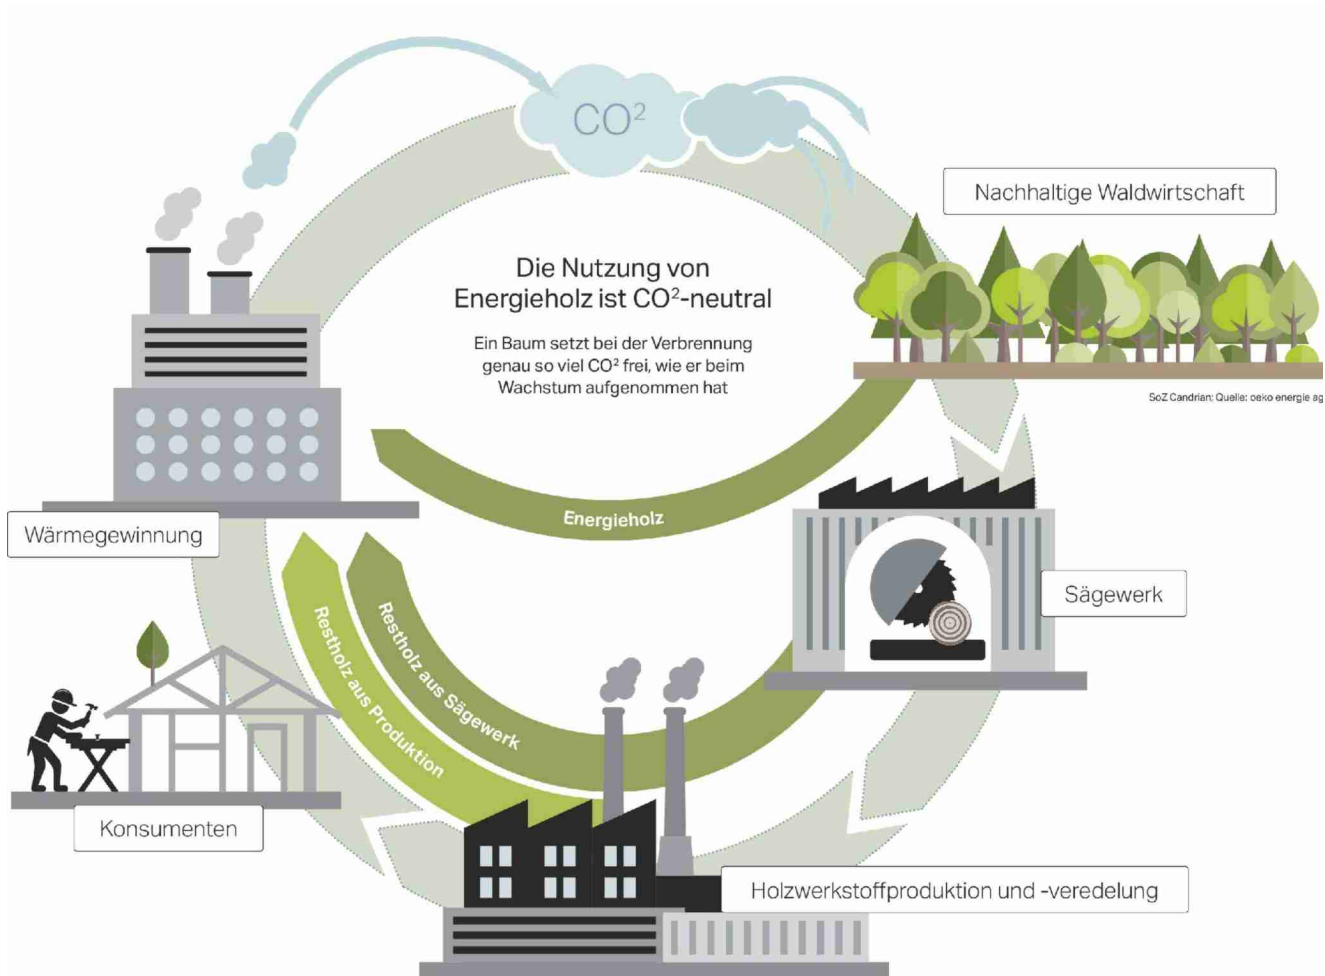 CO²
Nachhaltige Waldwirtschaft
Die Nutzung von
Energieholz ist CO²-neutral
Ein Baum setzt bei der Verbrennung
genau so viel CO² frei, wie er beim
Wachstum aufgenommen hat
SoZ Candrian; Quelle: oeko energie ag
Energieholz
Wärmegewinnung
Sägewerk
Restholz aus Sägewerk
Restholz aus Produktion
Konsumenten
Holzwerkstoffproduktion und -veredelung